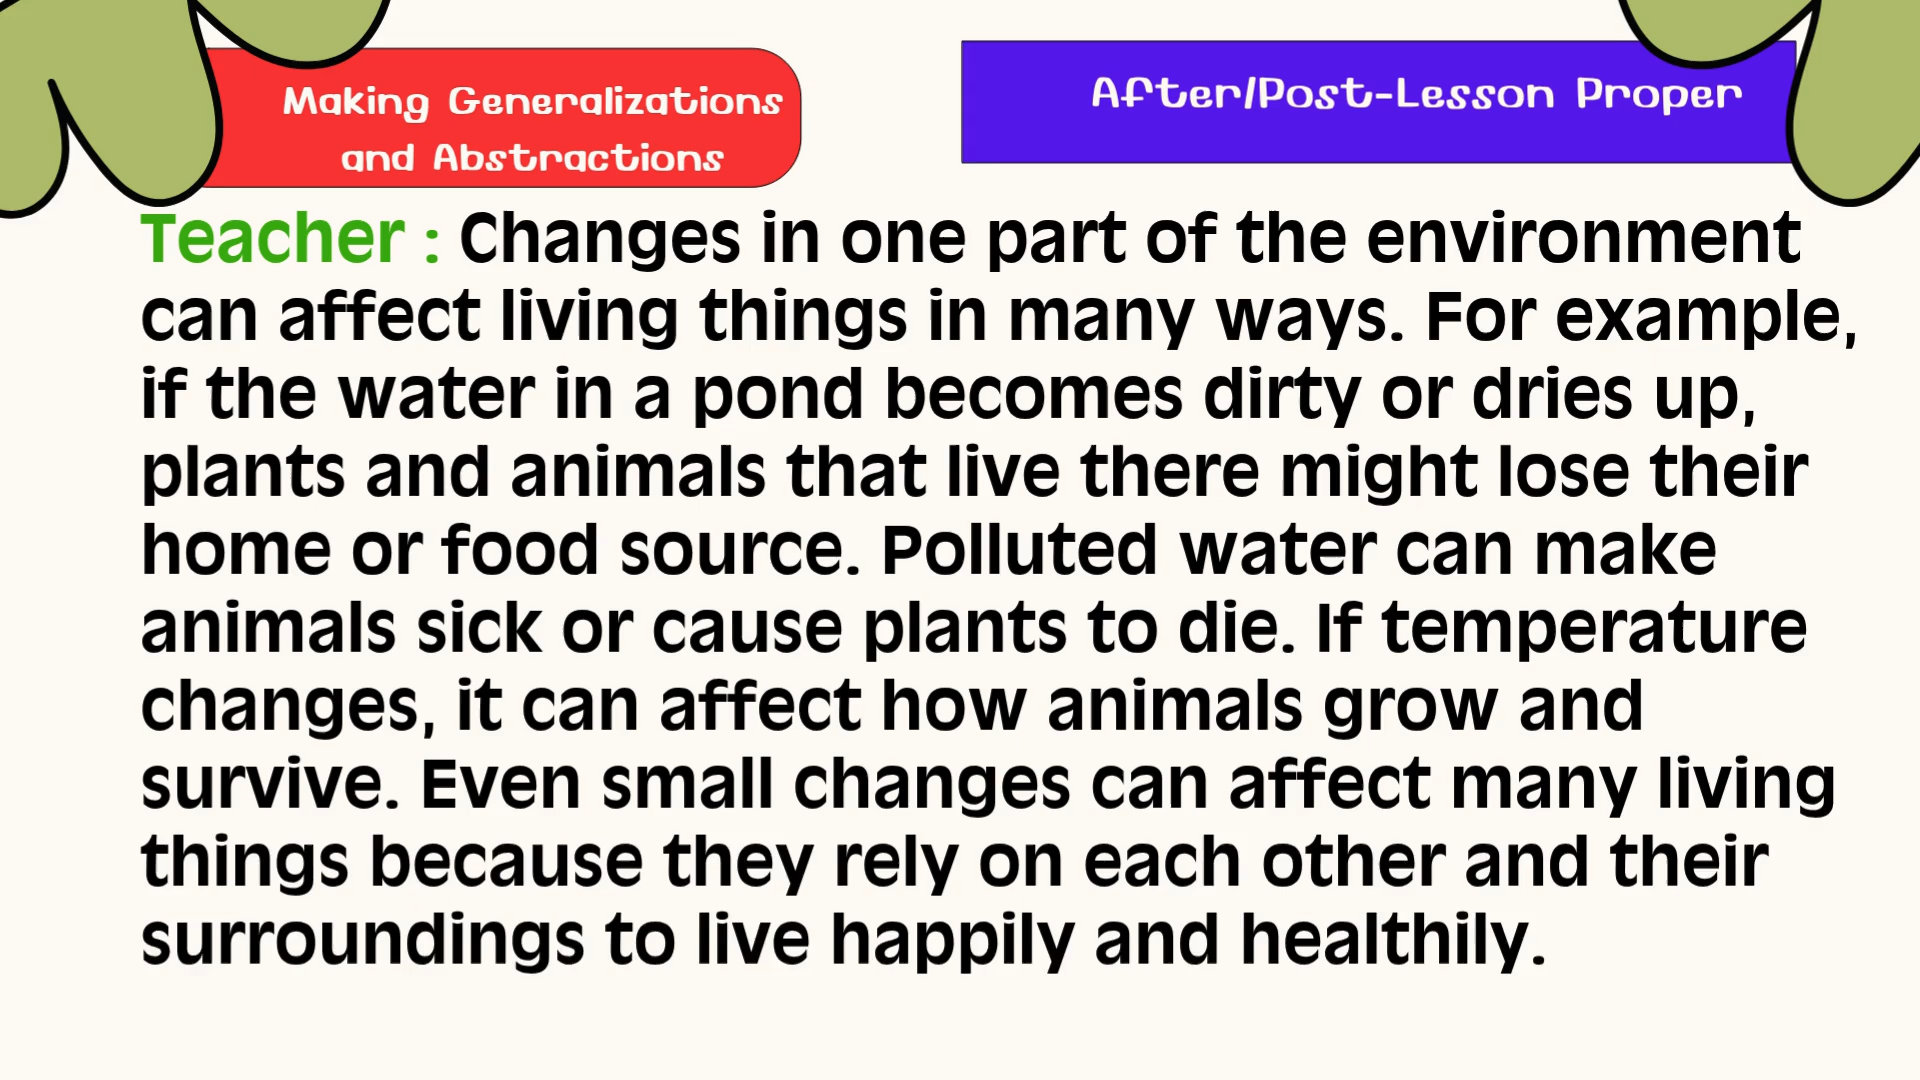 Making Generalizations
and Abstractions
After/Post-Lesson Proper
Teacher : Changes in one part of the environment
can affect living things in many ways. For example,
if the water in a pond becomes dirty or dries up,
plants and animals that live there might lose their
home or food source. Polluted water can make
animals sick or cause plants to die. If temperature
changes, it can affect how animals grow and
survive. Even small changes can affect many living
things because they rely on each other and their
surroundings to live happily and healthily.